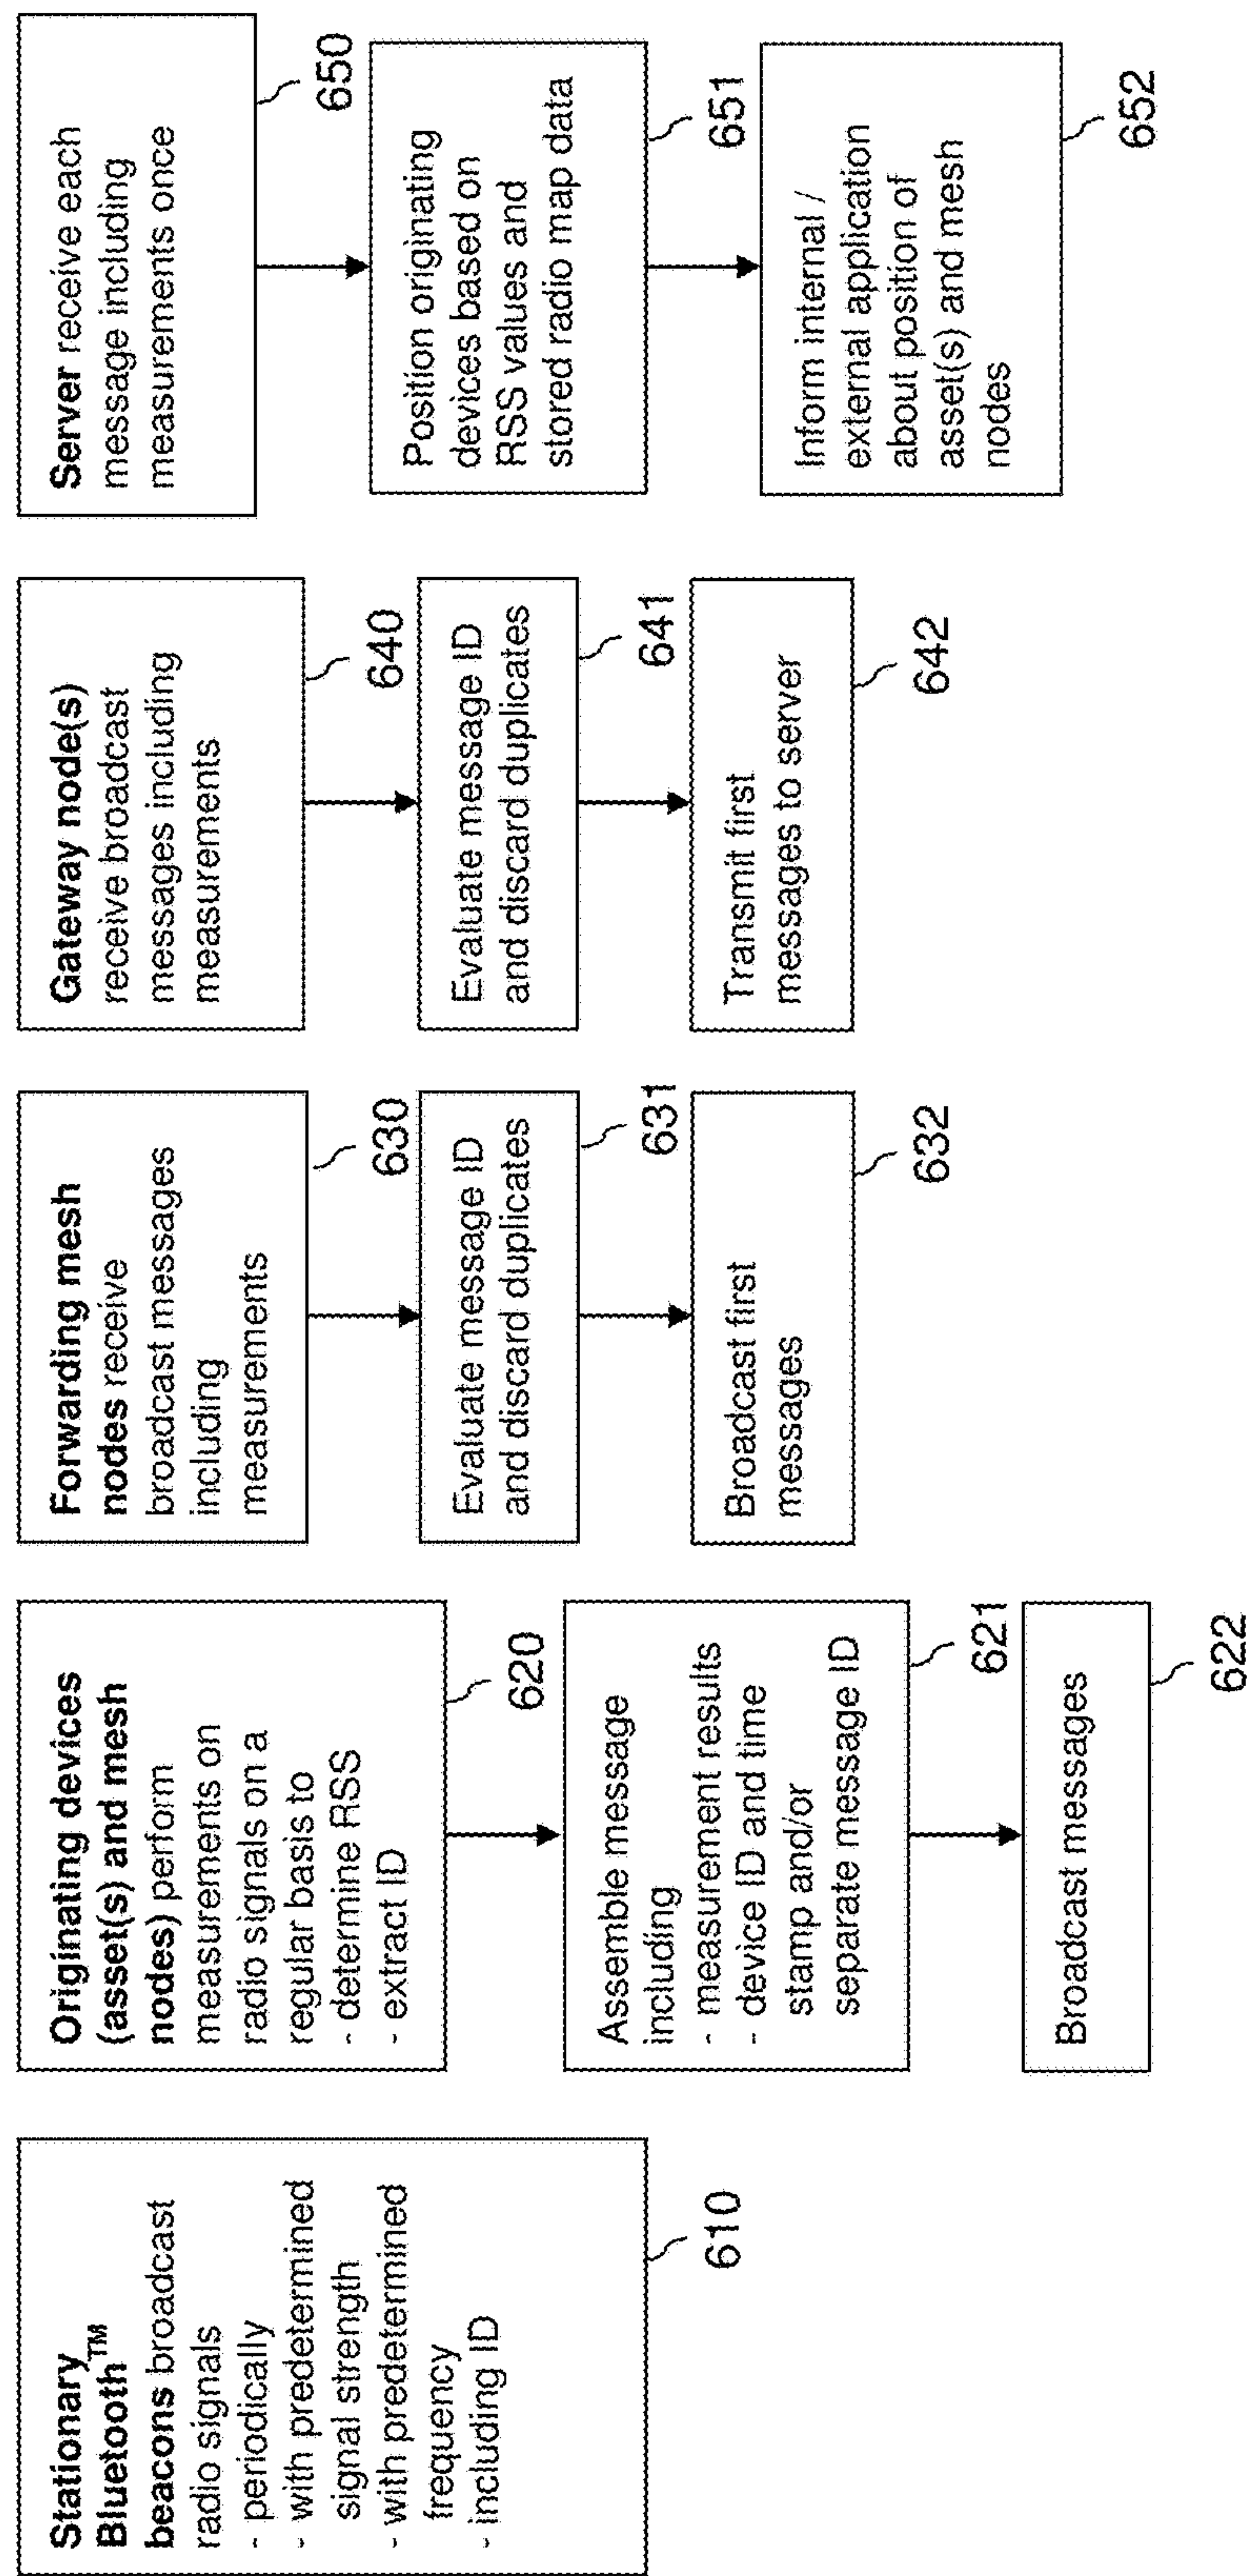 Stationary
Bluetooth™
beacons broadcast
radio signals
- periodically
- with predetermined
signal strength
- with predetermined
frequency
- including ID
610
Originating devices
(asset(s) and mesh
nodes) perform
measurements on
radio signals on a
regular basis to
- determine RSS
- extract ID
620
Assemble message
including
- measurement results
- device ID and time
stamp and/or
separate message ID
621
Broadcast messages
622
Forwarding mesh
nodes receive
broadcast messages
including
measurements
630
Evaluate message ID
and discard duplicates
631
Broadcast first
messages
632
Gateway node(s)
receive broadcast
messages including
measurements
640
Evaluate message ID
and discard duplicates
641
Transmit first
messages to server
642
Server receive each
message including
measurements once
650
Position originating
devices based on
RSS values and
stored radio map data
651
Inform internal /
external application
about position of
asset(s) and mesh
nodes
652